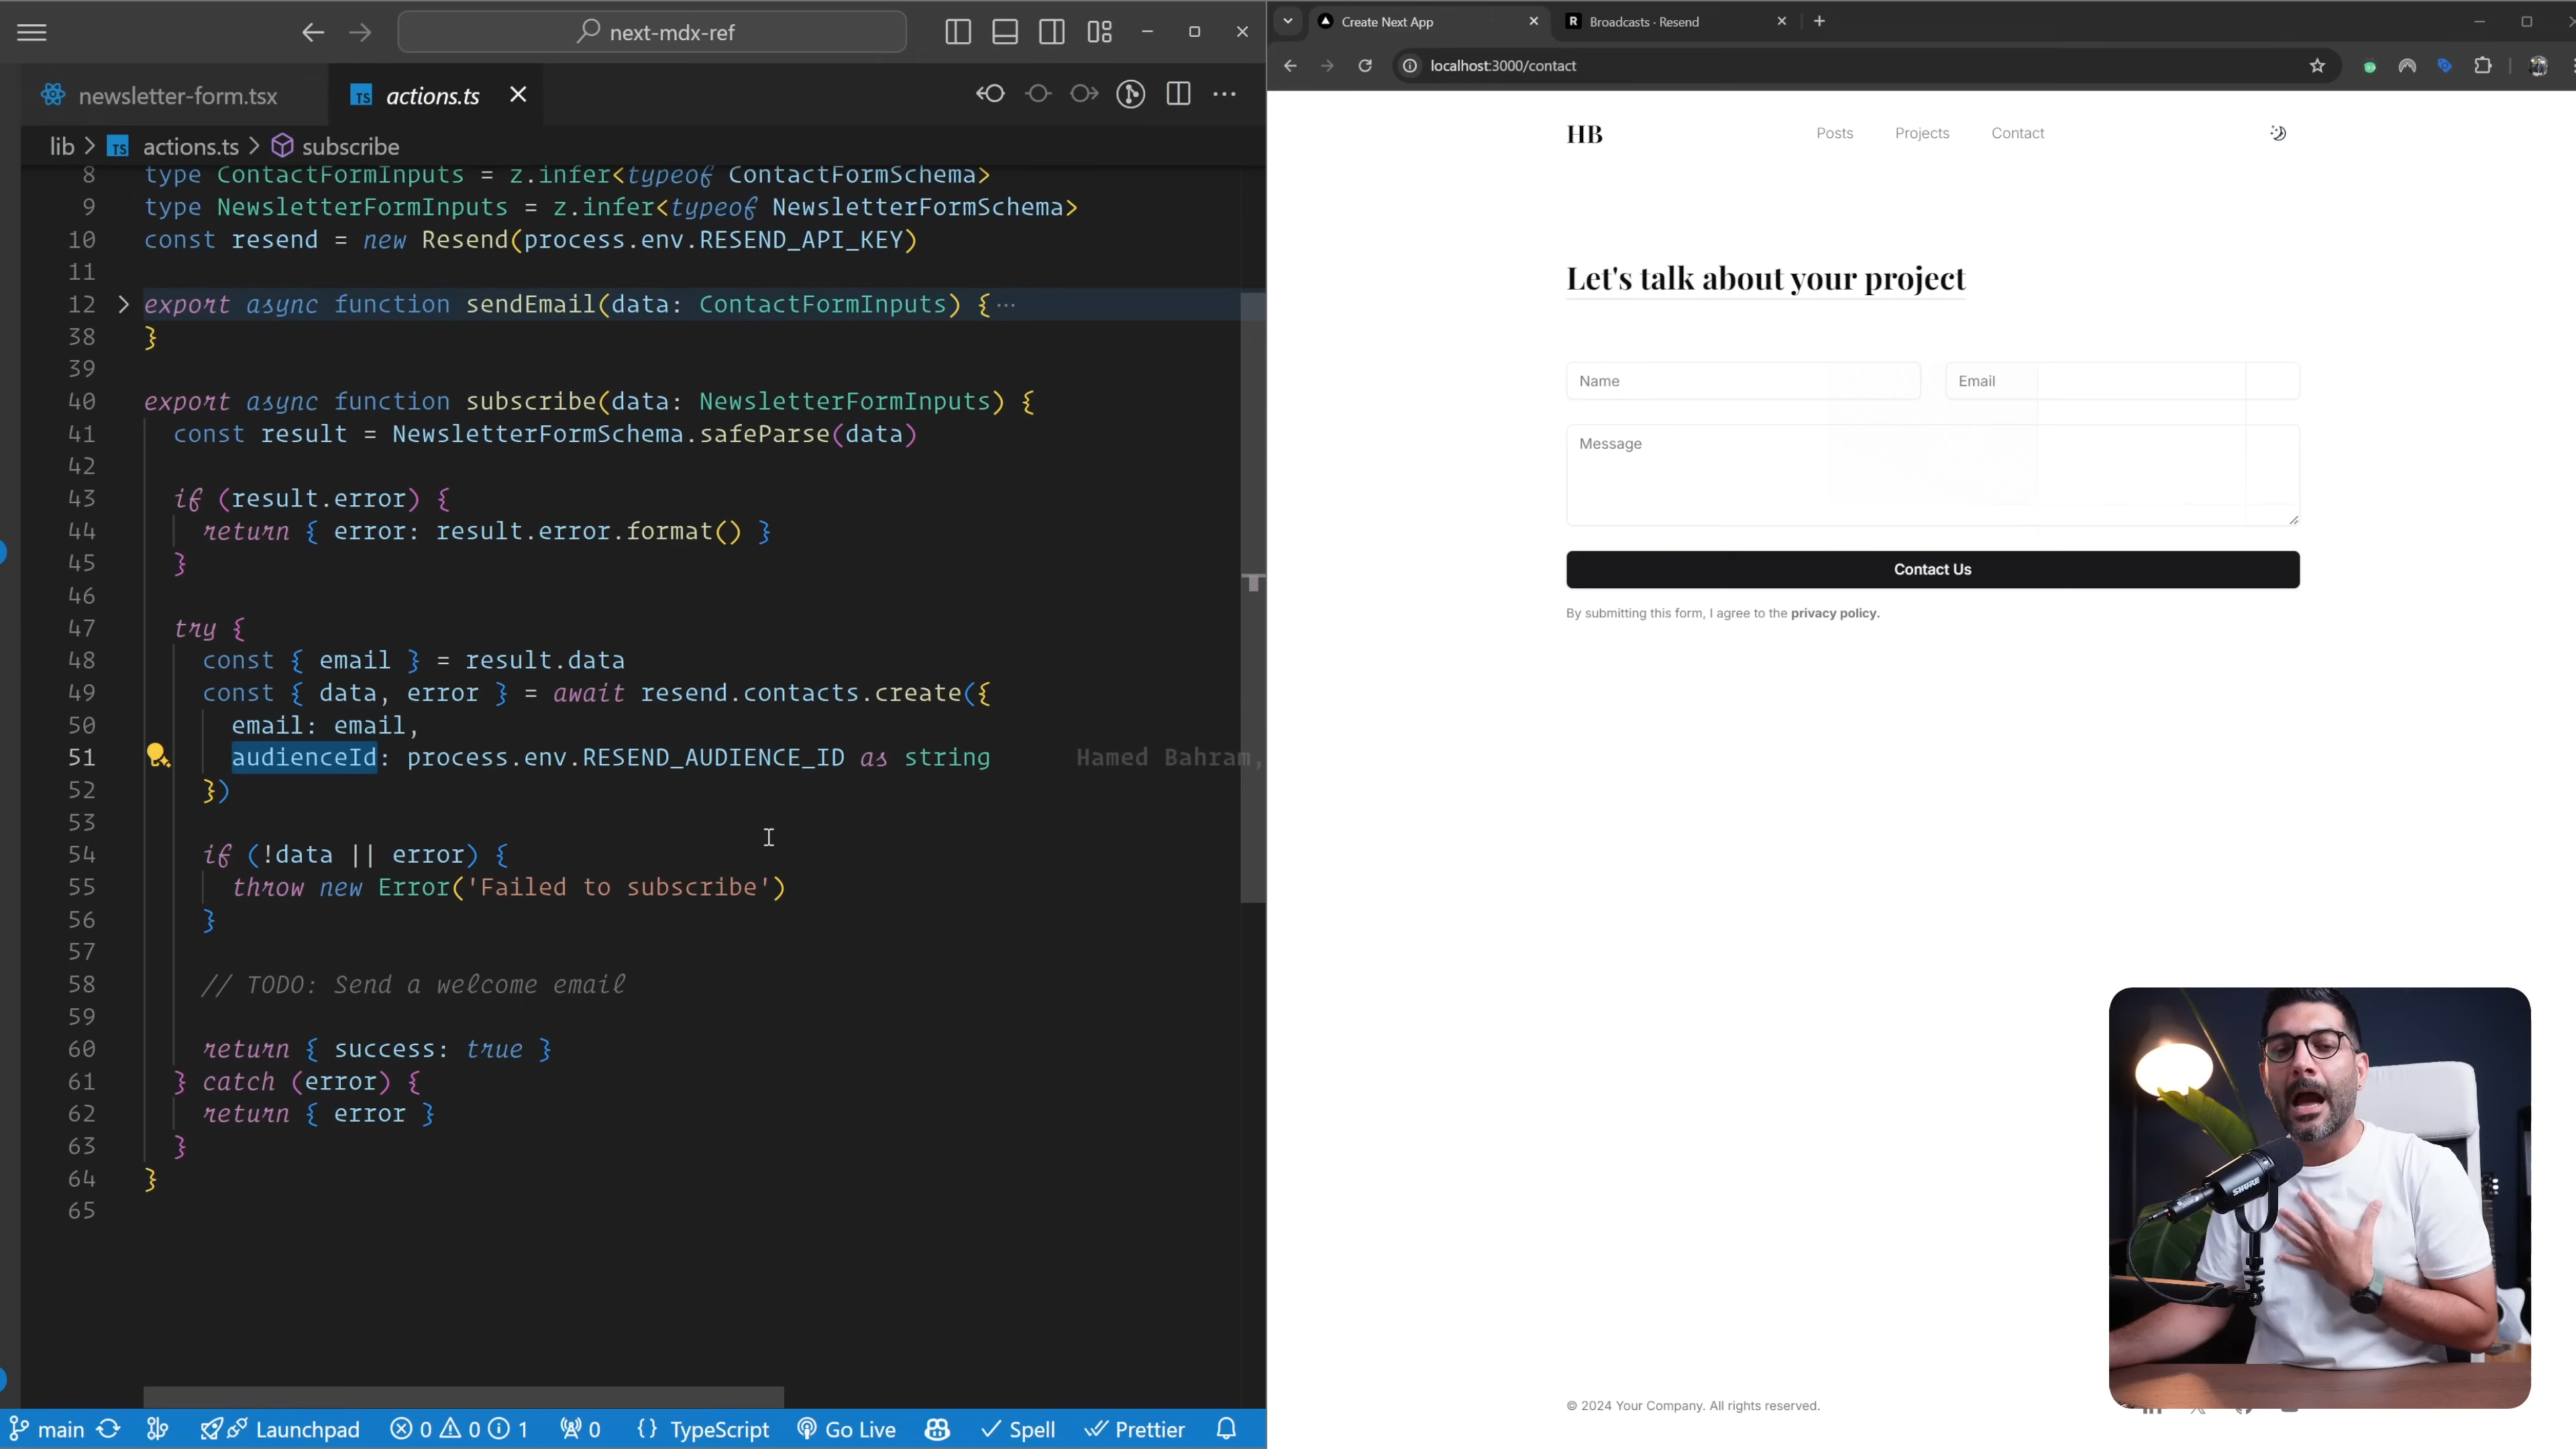 next-mdx-ref
newsletter-form.tsx
TS actions.ts
lib > TS actions.ts > subscribe
8 type ContactFormInputs = z.infer<typeof ContactFormSchema>
9 type NewsletterFormInputs = z.infer<typeof NewsletterFormSchema>
10 const resend = new Resend(process.env.RESEND_API_KEY)
11
12 export async function sendEmail(data: ContactFormInputs) {···
38 }
39
40 export async function subscribe(data: NewsletterFormInputs) {
41 const result = NewsletterFormSchema.safeParse(data)
42
43 if (result.error) {
44 return { error: result.error.format() }
45 }
46
47 try {
48 const { email } = result.data
49 const { data, error } = await resend.contacts.create({
50 email: email,
51 audienceId: process.env.RESEND_AUDIENCE_ID as string Hamed Bahram,
52 })
53
54 if (!data || error) {
55 throw new Error('Failed to subscribe')
56 }
57
58 // TODO: Send a welcome email
59
60 return { success: true }
61 } catch (error) {
62 return { error }
63 }
64 }
65
main Launchpad 0 0 1 0 {} TypeScript Go Live Spell Prettier
Create Next App
R Broadcasts · Resend
localhost:3000/contact
HB Posts Projects Contact
Let's talk about your project
Name Email
Message
Contact Us
By submitting this form, I agree to the privacy policy.
SHURE
© 2024 Your Company. All rights reserved.